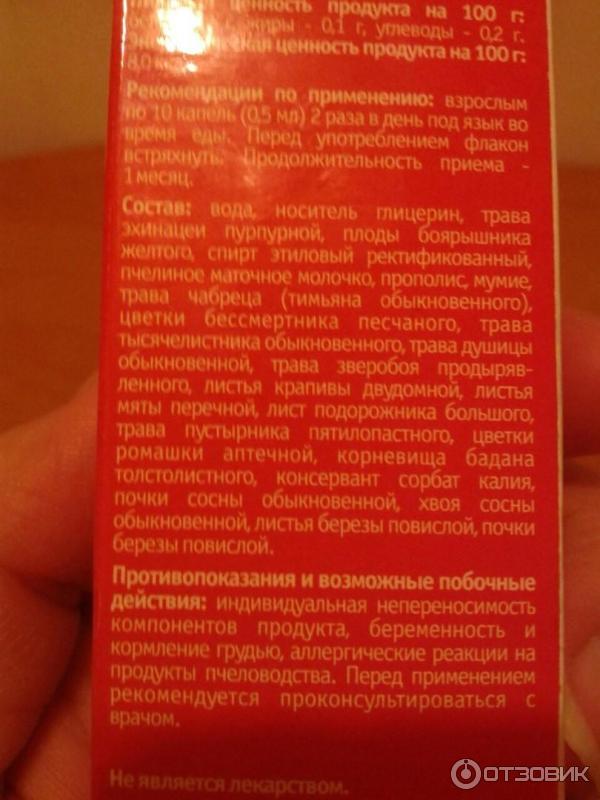 ценность продукта на 100 г:
жиры - 0,1 г, углеводы - 0,2 г.
ценность продукта на 100 г:
8,0
Рекомендации по применению: взрослым
по 10 капель (0,5 мл) 2 раза в день под язык во
время еды. Перед употреблением флакон
встряхнуть. Продолжительность приема -
1 месяц.
Состав: вода, носитель глицерин, трава
эхинацеи пурпурной, плоды боярышника
желтого, спирт этиловый ректификованный,
пчелиное маточное молочко, прополис, мумие,
трава чабреца (тимьяна обыкновенного),
цветки бессмертника песчаного, трава
тысячелистника обыкновенного, трава душицы
обыкновенной, трава зверобоя продыряв-
ленного, листья крапивы двудомной, листья
мяты перечной, лист подорожника большого,
трава пустырника пятилопастного, цветки
ромашки аптечной, корневища бадана
толстолистного, консервант сорбат калия,
почки сосны обыкновенной, хвоя сосны
обыкновенной, листья березы повислой, почки
березы повислой.
Противопоказания и возможные побочные
действия: индивидуальная непереносимость
компонентов продукта, беременность и
кормление грудью, аллергические реакции на
продукты пчеловодства. Перед применением
рекомендуется проконсультироваться с
врачом.
Не является лекарством.
ОТЗОВИК